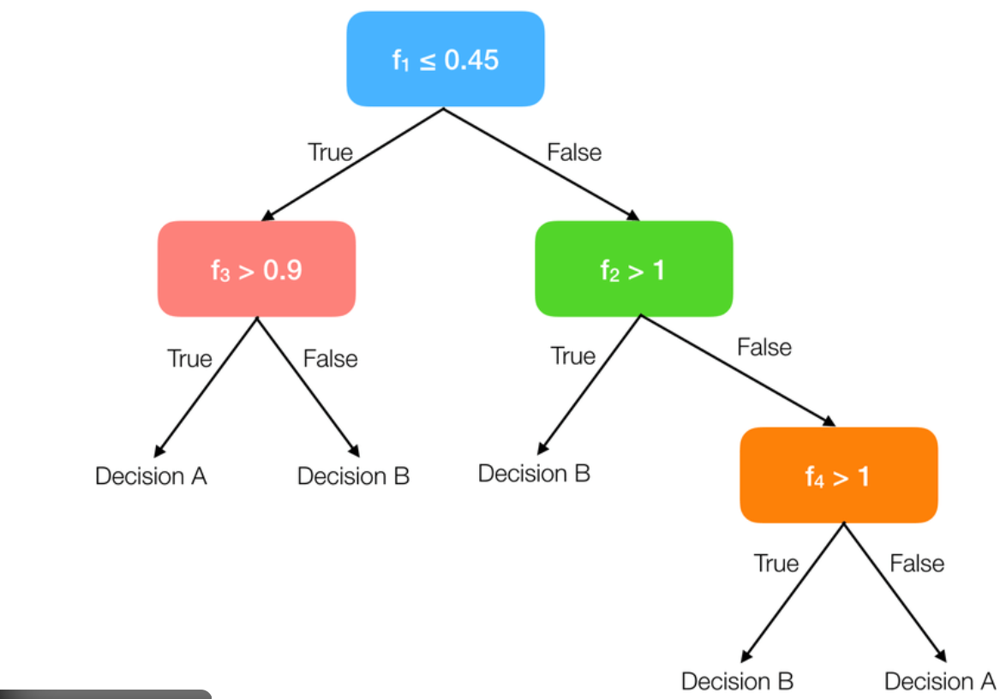 f₁ ≤ 0.45
True
False
f₃ > 0.9
f₂ > 1
True
False
True
False
Decision A
Decision B
Decision B
f₄ > 1
True
False
Decision B
Decision A